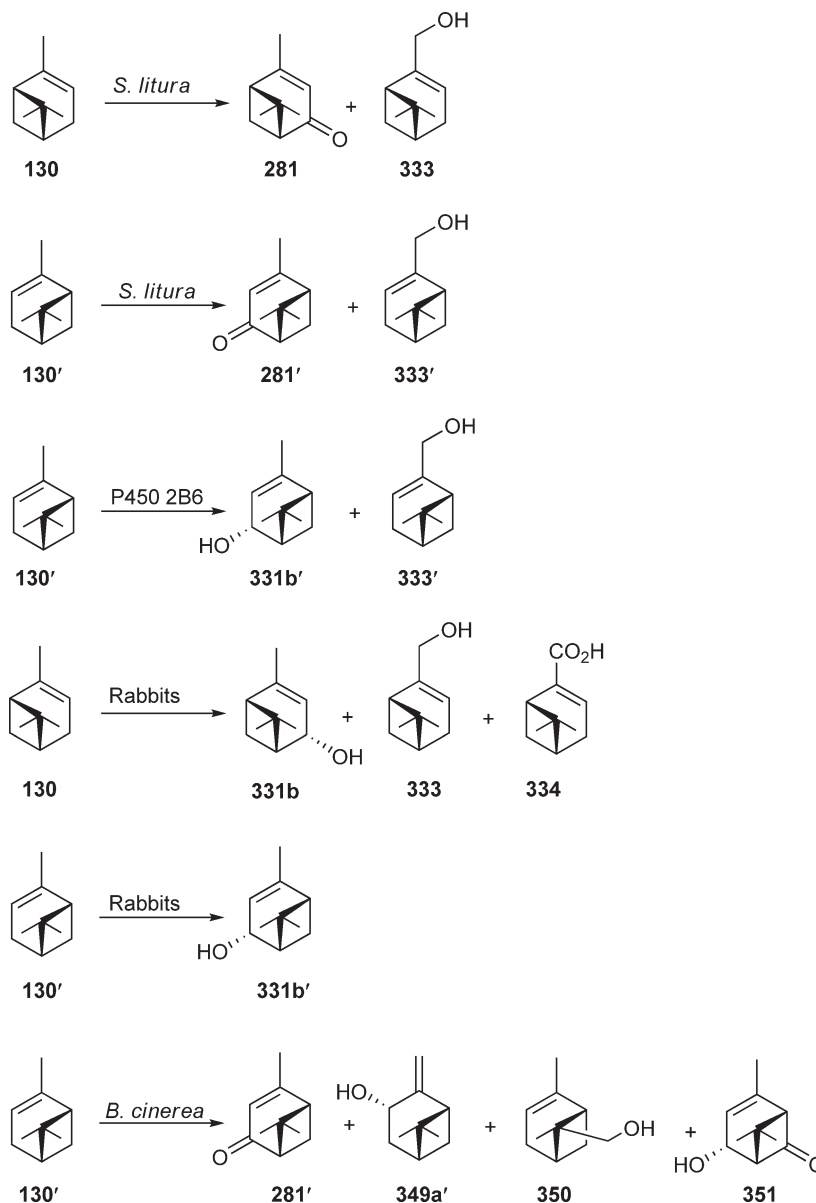 OH
S. litura
+
O
130 281 333
OH
S. litura
+
O
130′ 281′ 333′
OH
P450 2B6
+
HO
130′ 331b′ 333′
OH
CO2H
Rabbits
+ +
OH
130 331b 333 334
Rabbits
HO
130′ 331b′
HO
B. cinerea
+ + OH +
O HO O
130′ 281′ 349a′ 350 351